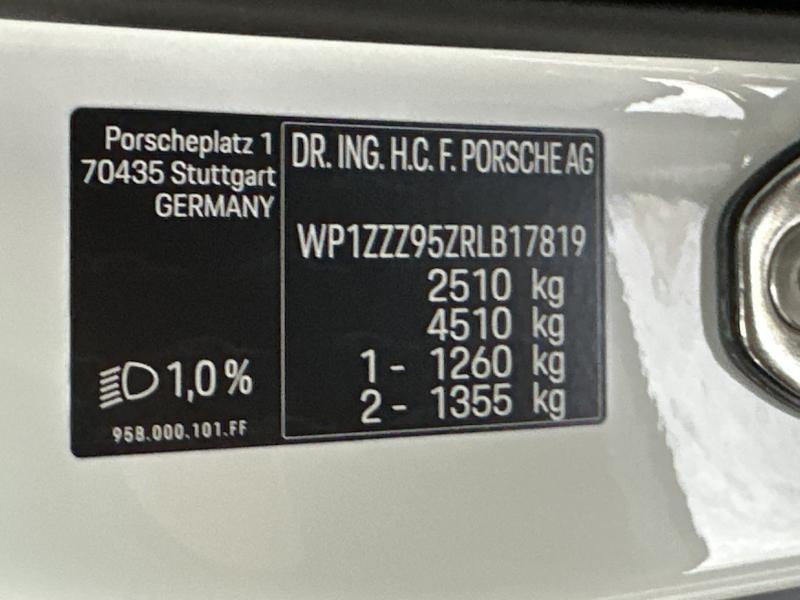 Porscheplatz 1
70435 Stuttgart
GERMANY
1,0 %
95B.000.101.FF
DR. ING. H.C. F. PORSCHE AG
WP1ZZZ95ZRLB17819
2510 kg
4510 kg
1 - 1260 kg
2 - 1355 kg